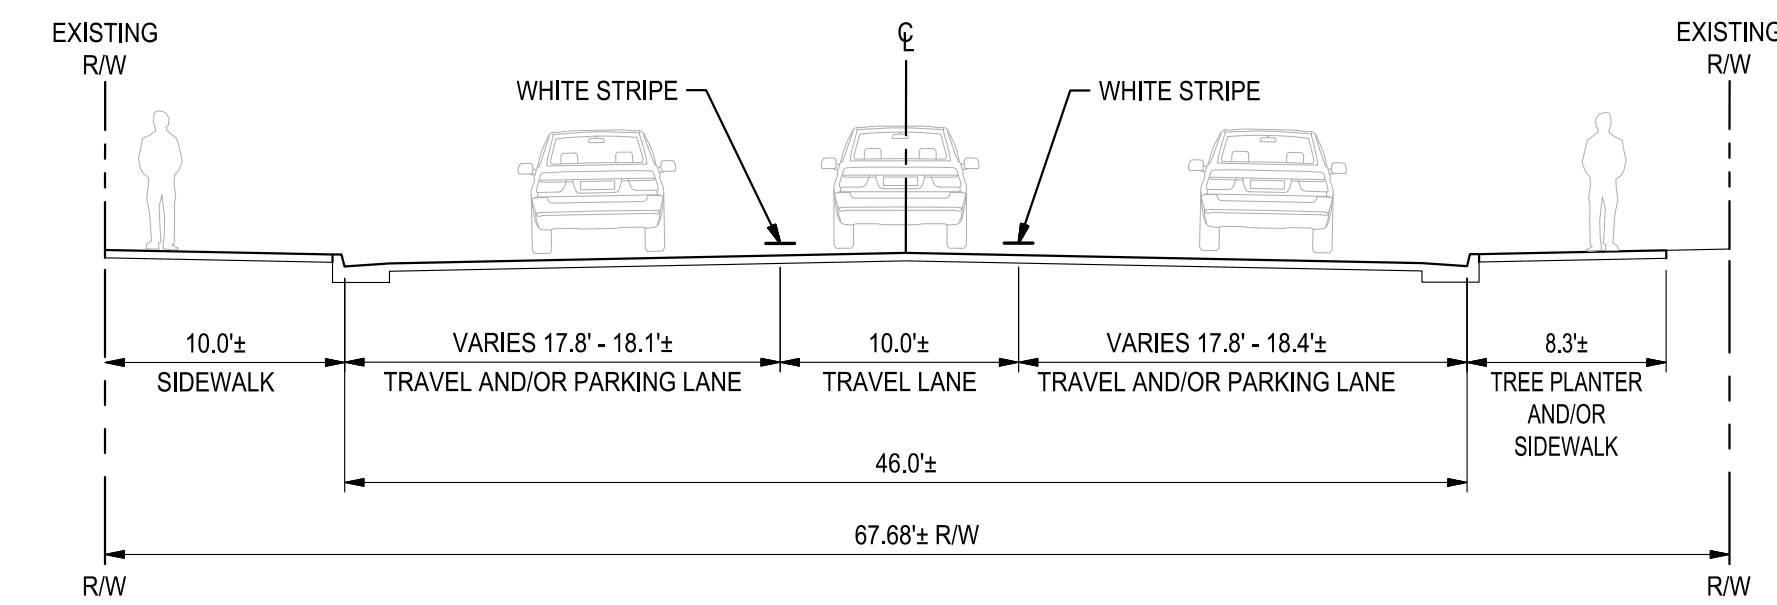 EXISTING
R/W
℄
EXISTING
R/W
WHITE STRIPE
WHITE STRIPE
10.0'±
SIDEWALK
VARIES 17.8' - 18.1'±
TRAVEL AND/OR PARKING LANE
10.0'±
TRAVEL LANE
VARIES 17.8' - 18.4'±
TRAVEL AND/OR PARKING LANE
8.3'±
TREE PLANTER
AND/OR
SIDEWALK
46.0'±
67.68'± R/W
R/W
R/W